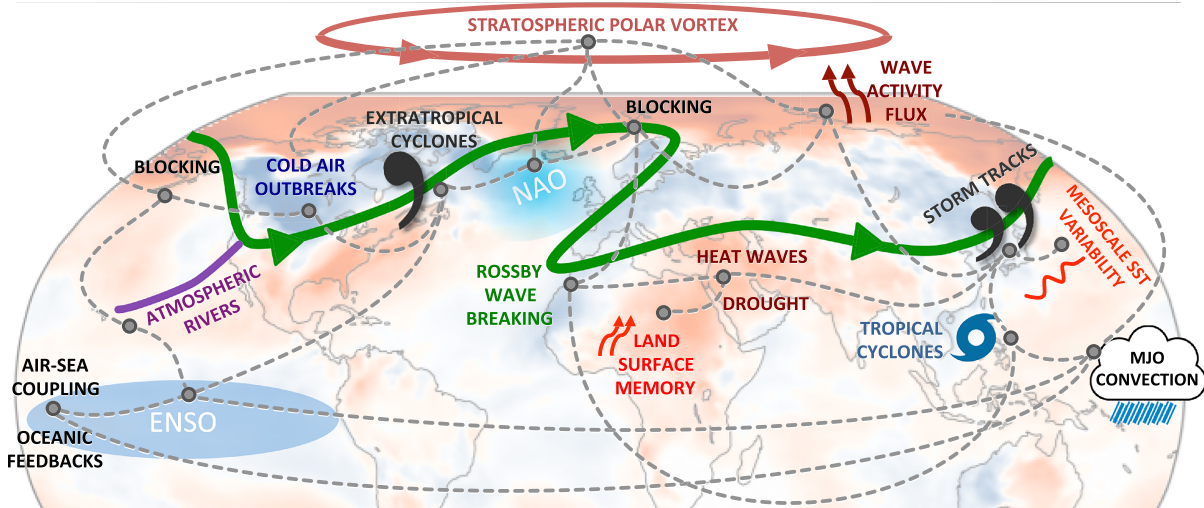 STRATOSPHERIC POLAR VORTEX
WAVE
ACTIVITY
FLUX
BLOCKING
EXTRATROPICAL
CYCLONES
BLOCKING
COLD AIR
OUTBREAKS
NAO
STORM TRACKS
MESOSCALE SST
VARIABILITY
ATMOSPHERIC
RIVERS
ROSSBY
WAVE
BREAKING
HEAT WAVES
DROUGHT
LAND
SURFACE
MEMORY
TROPICAL
CYCLONES
MJO
CONVECTION
AIR-SEA
COUPLING
ENSO
OCEANIC
FEEDBACKS